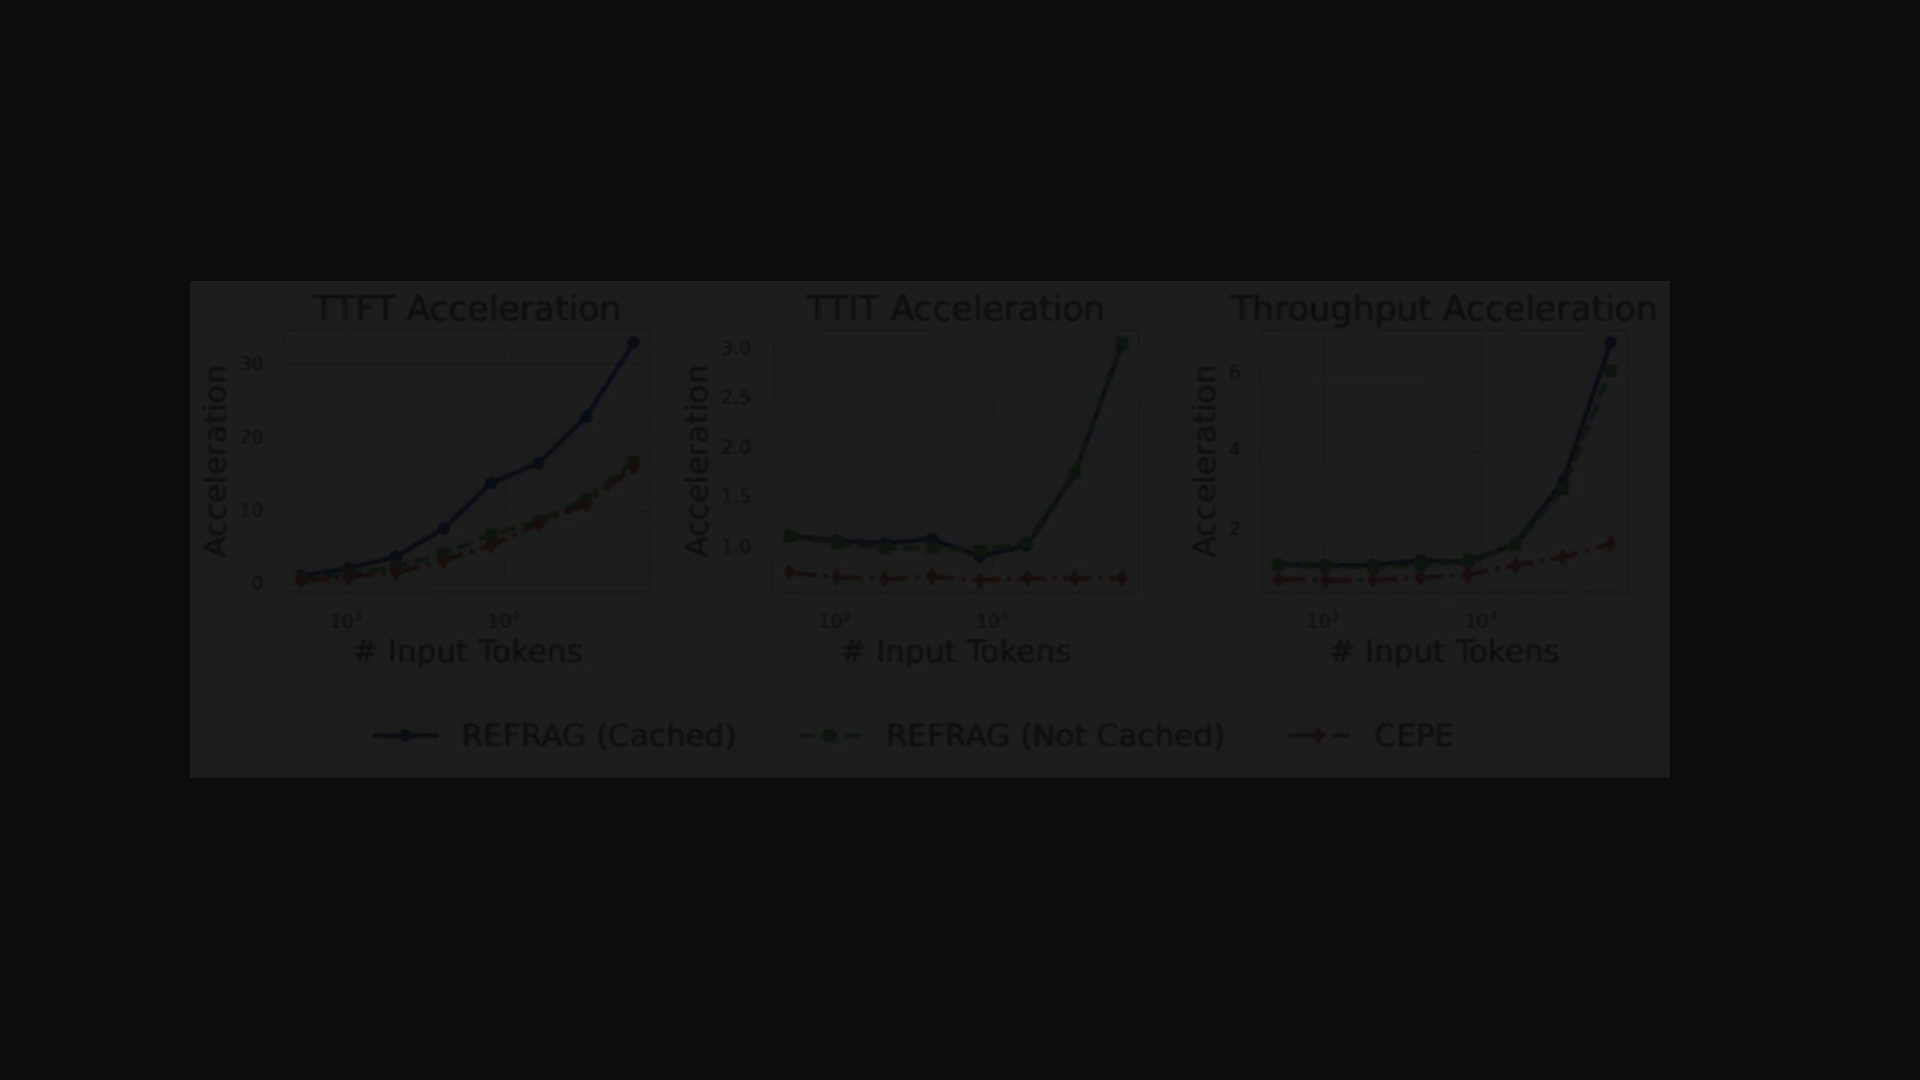 TTFT Acceleration
Acceleration
30
20
10
0
10³
10⁴
# Input Tokens
TTIT Acceleration
Acceleration
3.0
2.5
2.0
1.5
1.0
10³
10⁴
# Input Tokens
Throughput Acceleration
Acceleration
6
4
2
10³
10⁴
# Input Tokens
REFRAG (Cached)
REFRAG (Not Cached)
CEPE